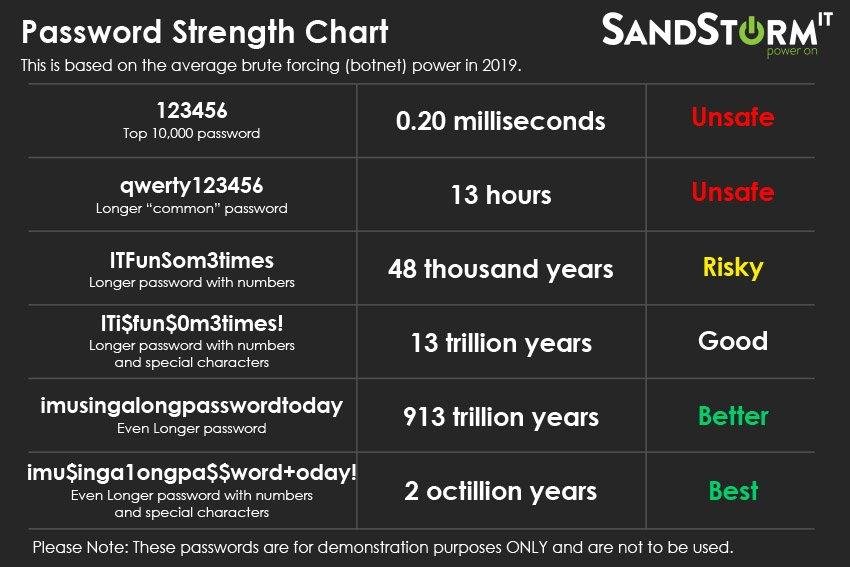 Password Strength Chart
SANDSTORM IT
power on
This is based on the average brute forcing (botnet) power in 2019.
123456
Top 10,000 password
0.20 milliseconds
Unsafe
qwerty123456
Longer “common” password
13 hours
Unsafe
ITFunSom3times
Longer password with numbers
48 thousand years
Risky
ITi$fun$0m3times!
Longer password with numbers
and special characters
13 trillion years
Good
imusingalongpasswordtoday
Even Longer password
913 trillion years
Better
imu$inga1ongpa$$word+oday!
Even Longer password with numbers
and special characters
2 octillion years
Best
Please Note: These passwords are for demonstration purposes ONLY and are not to be used.